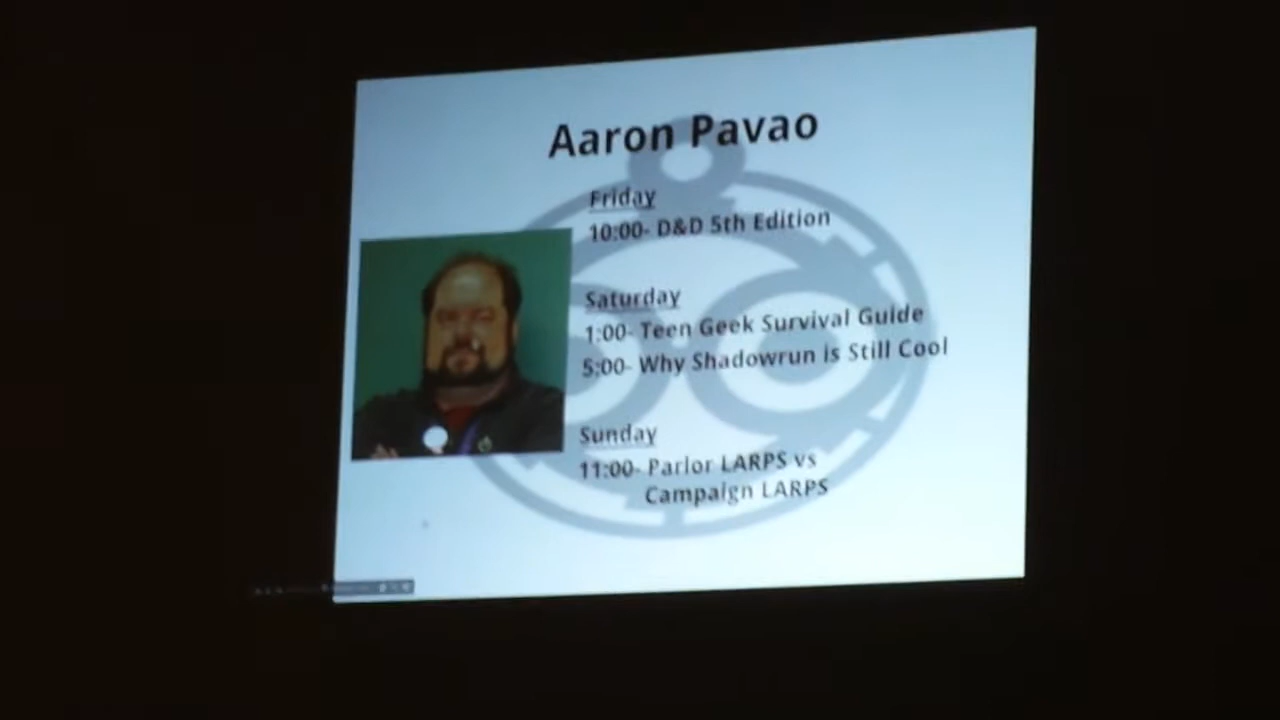 Aaron Pavao
Friday
10:00- D&D 5th Edition
Saturday
1:00- Teen Geek Survival Guide
5:00- Why Shadowrun is Still Cool
Sunday
11:00- Parlor LARPS vs
Campaign LARPS